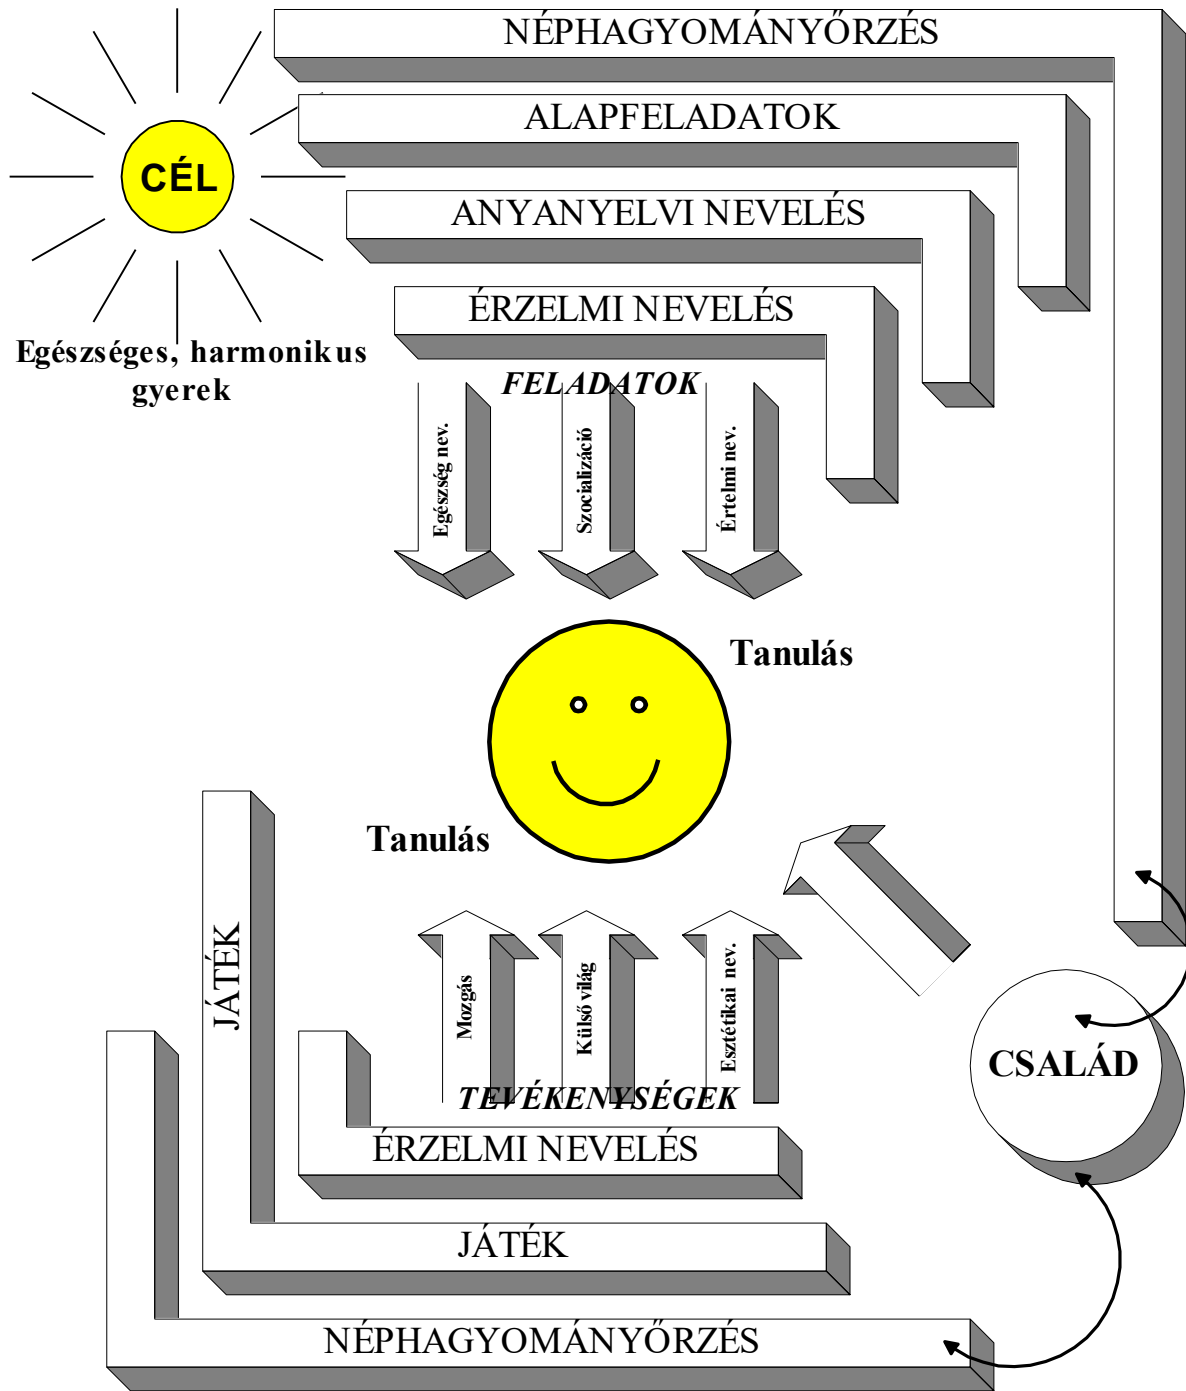 NÉPHAGYOMÁNYŐRZÉS
ALAPFELADATOK
CÉL
ANYANYELVI NEVELÉS
ÉRZELMI NEVELÉS
Egészséges, harmonikus
gyerek
FELADATOK
Egészség nev.
Szocializáció
Értelmi nev.
Tanulás
Tanulás
JÁTÉK
Mozgás
Külső világ
Esztétikai nev.
CSALÁD
TEVÉKENYSÉGEK
ÉRZELMI NEVELÉS
JÁTÉK
NÉPHAGYOMÁNYŐRZÉS